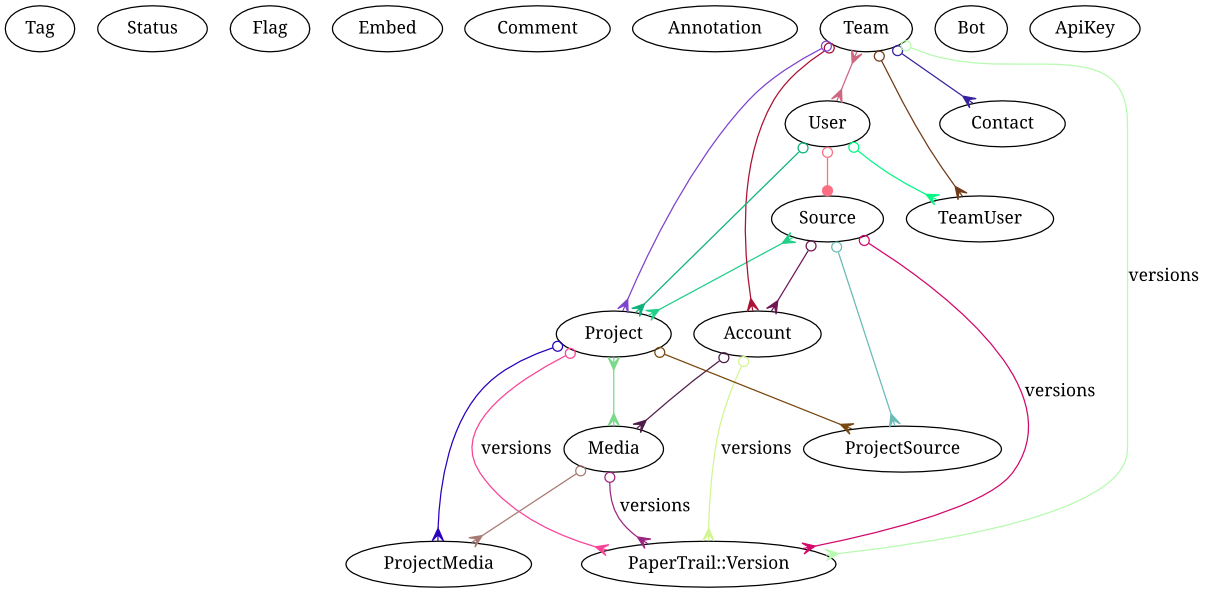 Tag
Status
Flag
Embed
Comment
Annotation
Team
Bot
ApiKey
User
Contact
Source
TeamUser
versions
Project
Account
versions
versions
versions
Media
ProjectSource
versions
ProjectMedia
PaperTrail::Version